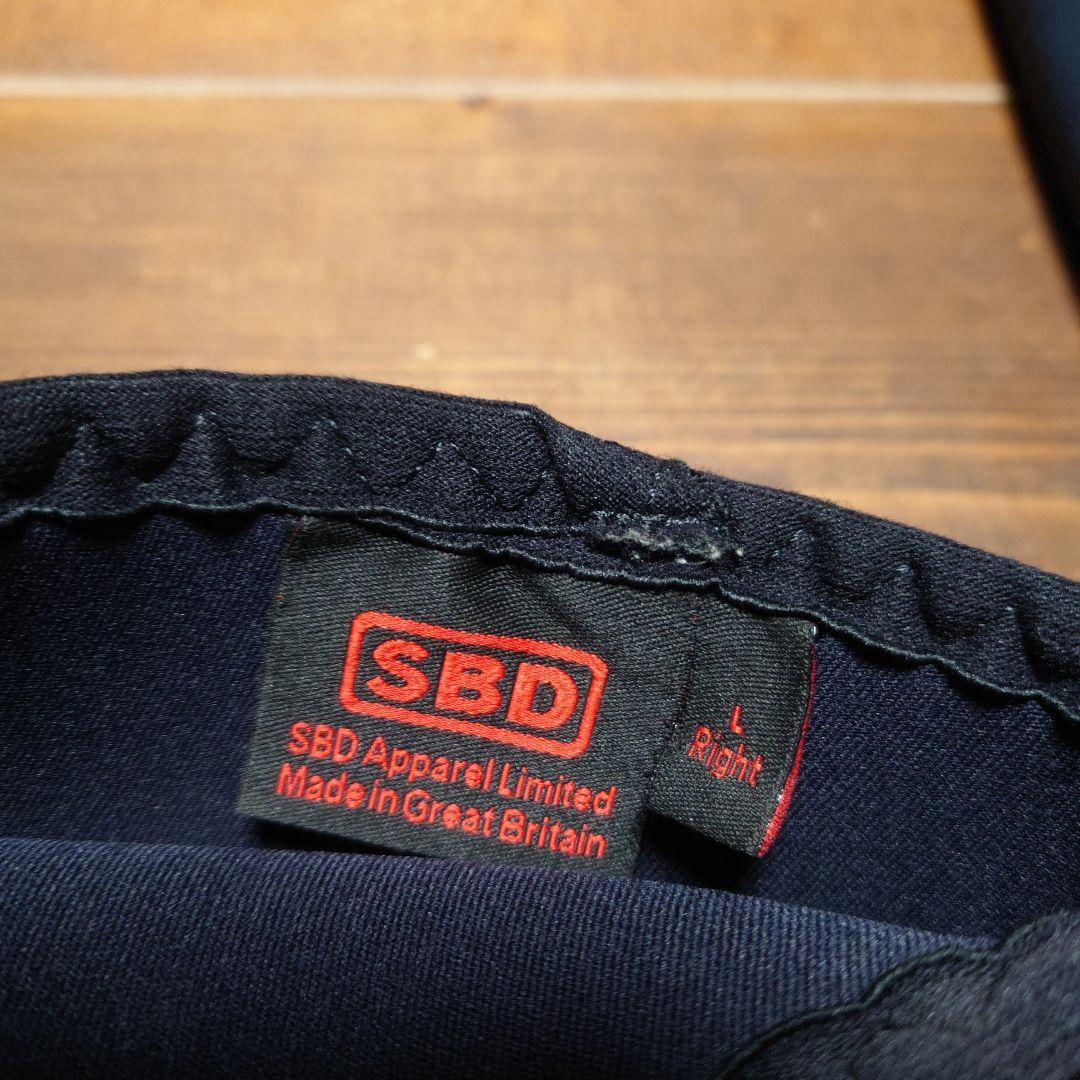 SBD
SBD Apparel Limited
Made in Great Britain
L
Right